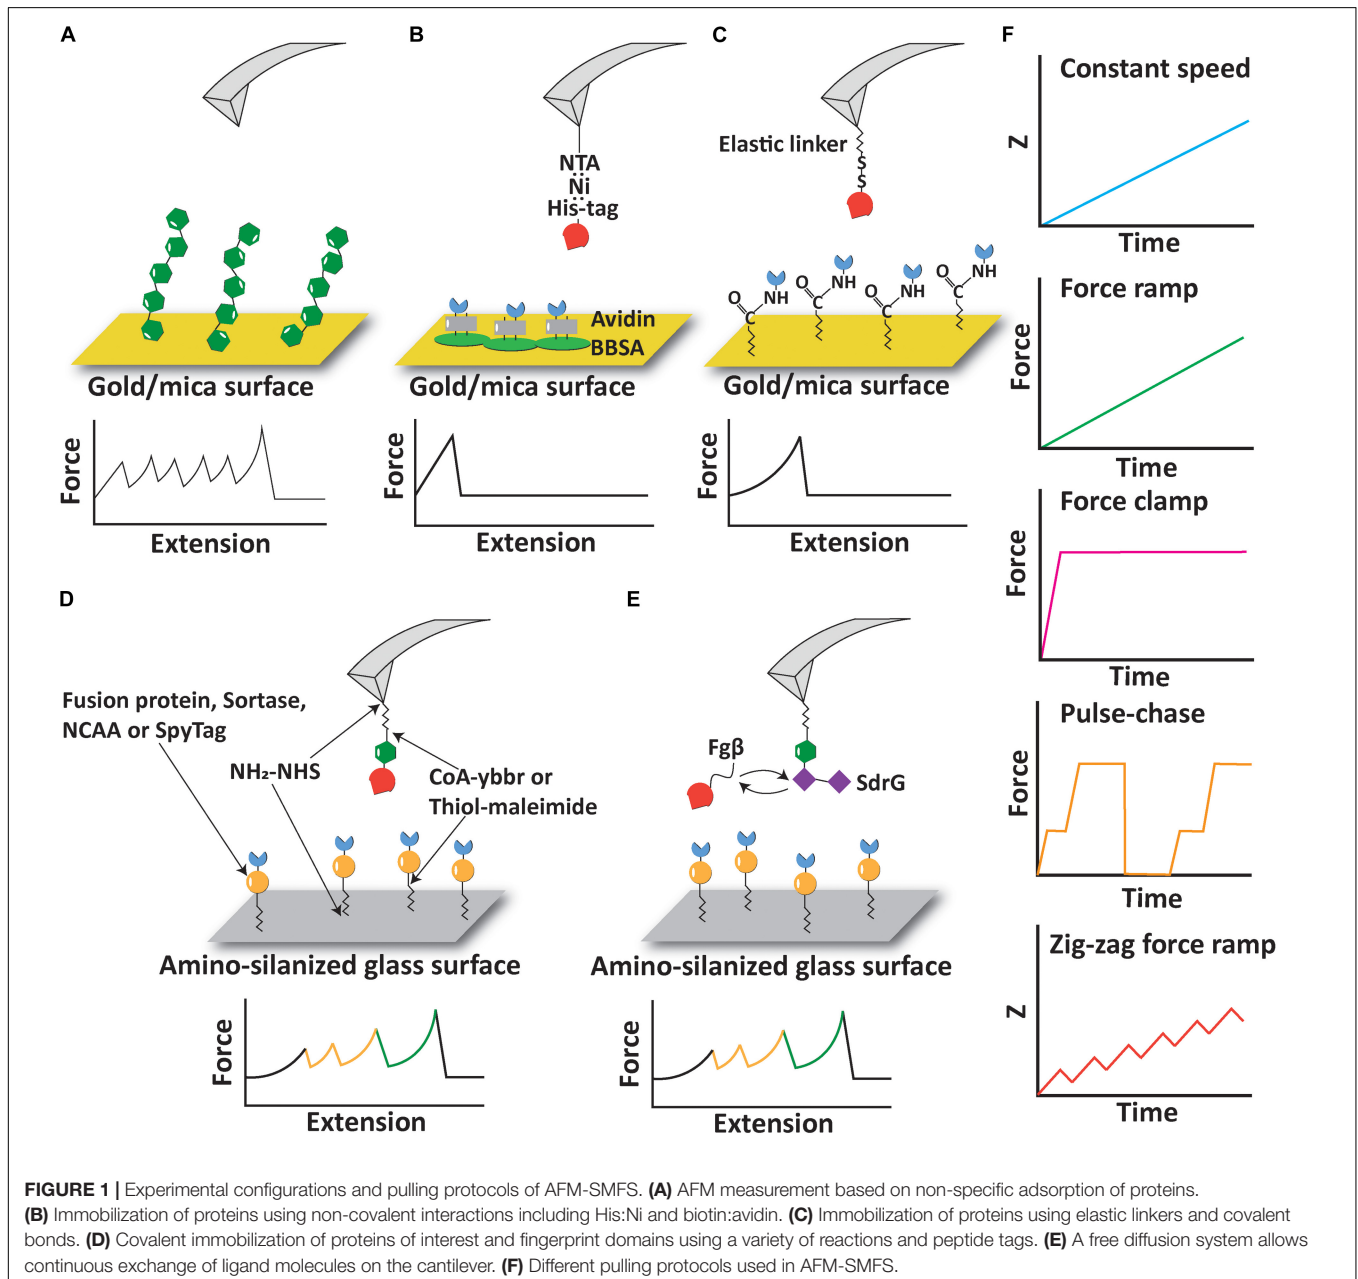 A
B
C
F
Constant speed
Z
Time
NTA
Ni
His-tag
Elastic linker
S
S
Avidin
BBSA
O
C
NH
O
C
NH
O
C
NH
O
C
NH
Gold/mica surface
Gold/mica surface
Gold/mica surface
Force
Extension
Force
Extension
Force
Extension
Force ramp
Force
Time
Force clamp
Force
Time
D
E
Fusion protein, Sortase,
NCAA or SpyTag
NH₂-NHS
CoA-ybbr or
Thiol-maleimide
Fgβ
SdrG
Amino-silanized glass surface
Amino-silanized glass surface
Force
Extension
Force
Extension
Pulse-chase
Force
Time
Zig-zag force ramp
Z
Time
FIGURE 1 | Experimental configurations and pulling protocols of AFM-SMFS. (A) AFM measurement based on non-specific adsorption of proteins.
(B) Immobilization of proteins using non-covalent interactions including His:Ni and biotin:avidin. (C) Immobilization of proteins using elastic linkers and covalent
bonds. (D) Covalent immobilization of proteins of interest and fingerprint domains using a variety of reactions and peptide tags. (E) A free diffusion system allows
continuous exchange of ligand molecules on the cantilever. (F) Different pulling protocols used in AFM-SMFS.